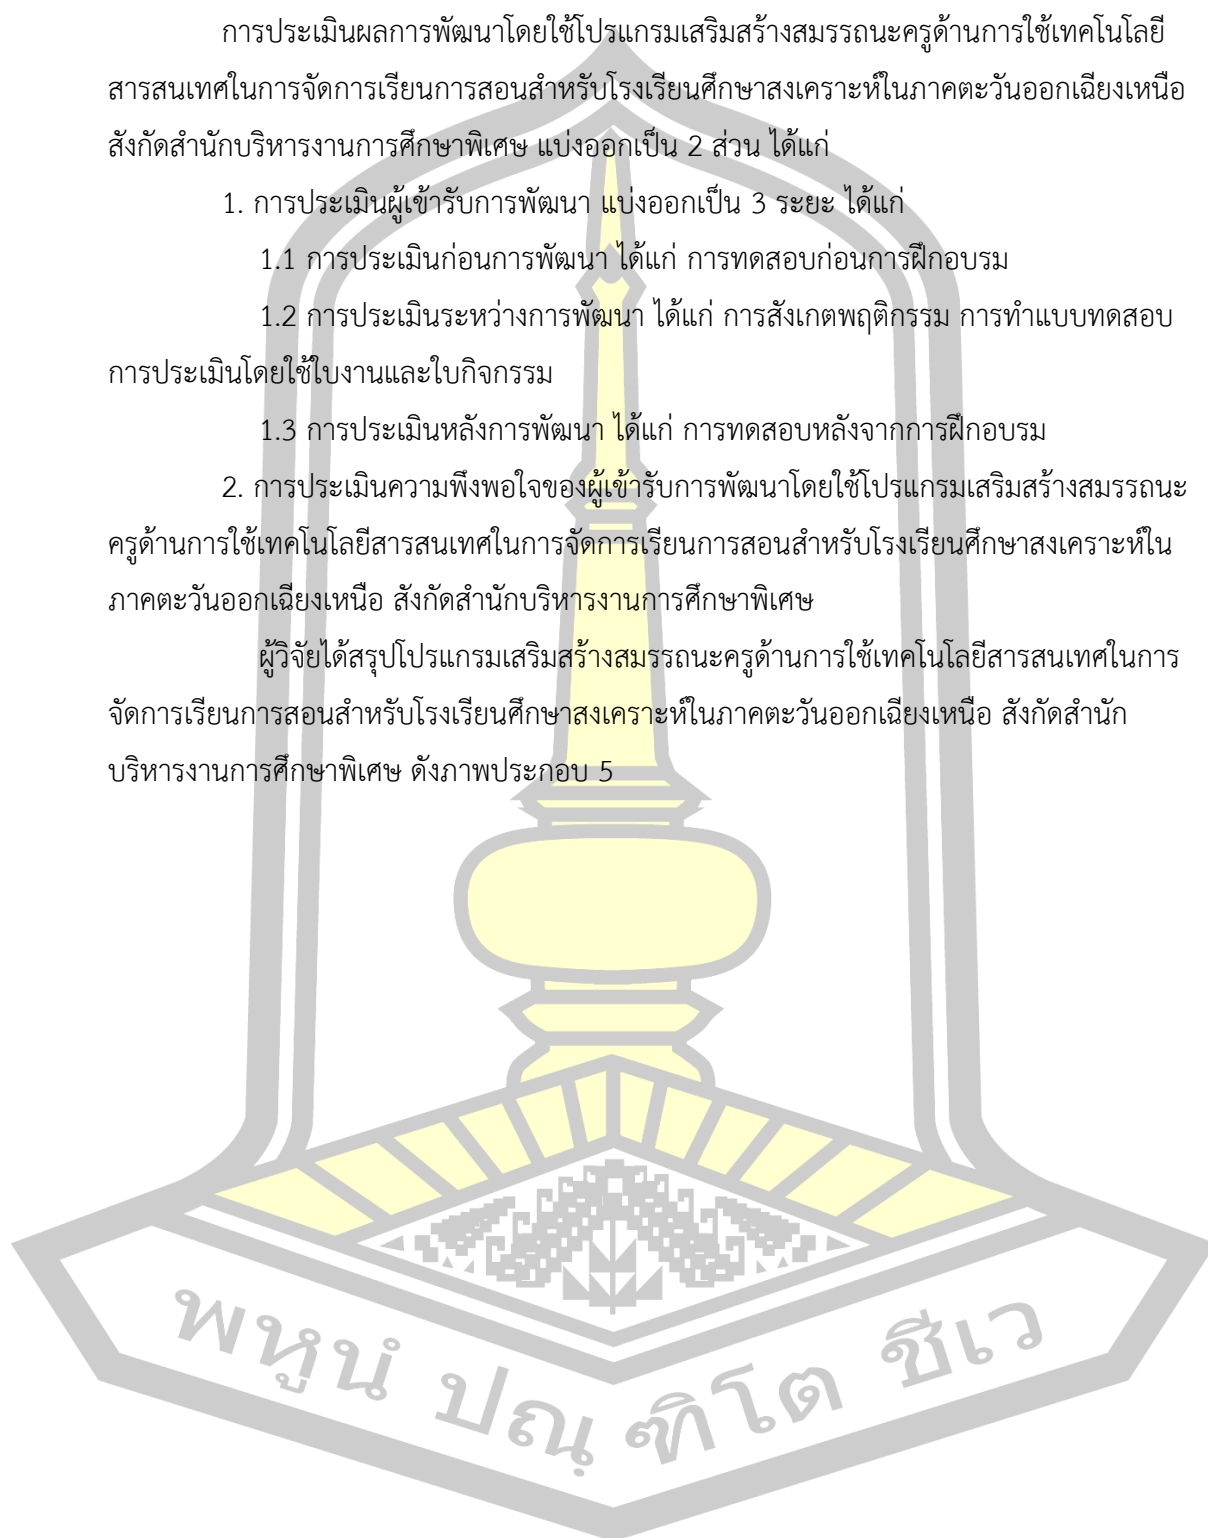 การประเมินผลการพัฒนาโดยใช้โปรแกรมเสริมสร้างสมรรถนะครูด้านการใช้เทคโนโลยี
สารสนเทศในการจัดการเรียนการสอนสำหรับโรงเรียนศึกษาสงเคราะห์ในภาคตะวันออกเฉียงเหนือ
สังกัดสำนักบริหารงานการศึกษาพิเศษ แบ่งออกเป็น 2 ส่วน ได้แก่
1. การประเมินผู้เข้ารับการพัฒนา แบ่งออกเป็น 3 ระยะ ได้แก่
1.1 การประเมินก่อนการพัฒนา ได้แก่ การทดสอบก่อนการฝึกอบรม
1.2 การประเมินระหว่างการพัฒนา ได้แก่ การสังเกตพฤติกรรม การทำแบบทดสอบ
การประเมินโดยใช้ใบงานและใบกิจกรรม
1.3 การประเมินหลังการพัฒนา ได้แก่ การทดสอบหลังจากการฝึกอบรม
2. การประเมินความพึงพอใจของผู้เข้ารับการพัฒนาโดยใช้โปรแกรมเสริมสร้างสมรรถนะ
ครูด้านการใช้เทคโนโลยีสารสนเทศในการจัดการเรียนการสอนสำหรับโรงเรียนศึกษาสงเคราะห์ใน
ภาคตะวันออกเฉียงเหนือ สังกัดสำนักบริหารงานการศึกษาพิเศษ
ผู้วิจัยได้สรุปโปรแกรมเสริมสร้างสมรรถนะครูด้านการใช้เทคโนโลยีสารสนเทศในการ
จัดการเรียนการสอนสำหรับโรงเรียนศึกษาสงเคราะห์ในภาคตะวันออกเฉียงเหนือ สังกัดสำนัก
บริหารงานการศึกษาพิเศษ ดังภาพประกอบ 5
พหูนํ ปณฺ ฑิโต ชีเว